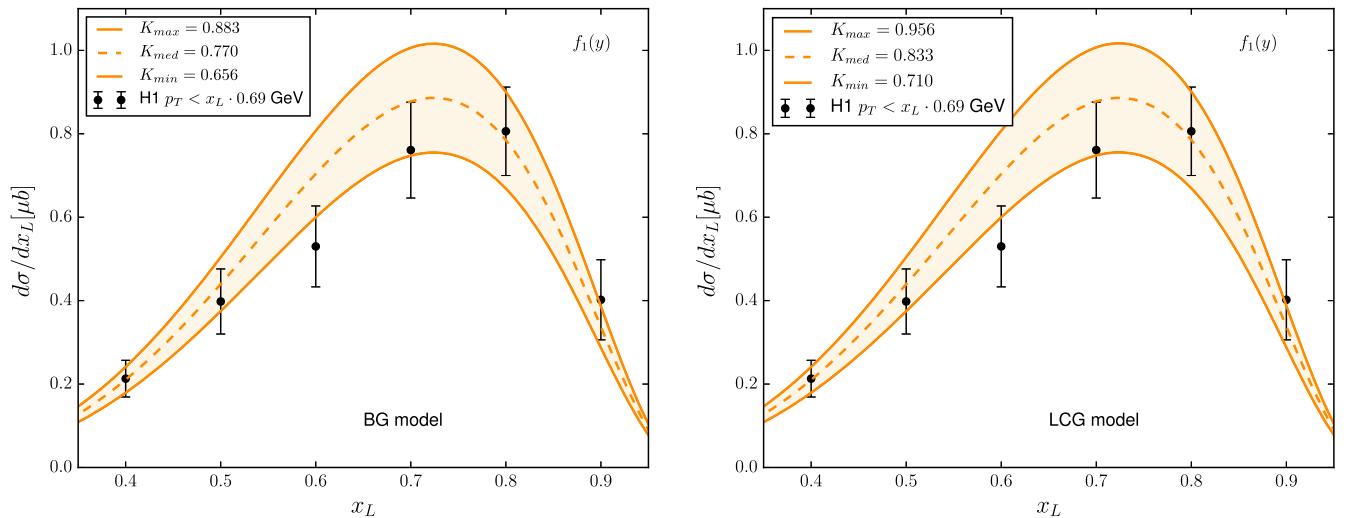 K_max = 0.883
K_med = 0.770
K_min = 0.656
H1 p_T < x_L · 0.69 GeV
f_1(y)
1.0
0.8
0.6
0.4
0.2
0.0
dσ/dx_L[μb]
BG model
0.4 0.5 0.6 0.7 0.8 0.9
x_L
K_max = 0.956
K_med = 0.833
K_min = 0.710
H1 p_T < x_L · 0.69 GeV
f_1(y)
1.0
0.8
0.6
0.4
0.2
0.0
dσ/dx_L[μb]
LCG model
0.4 0.5 0.6 0.7 0.8 0.9
x_L